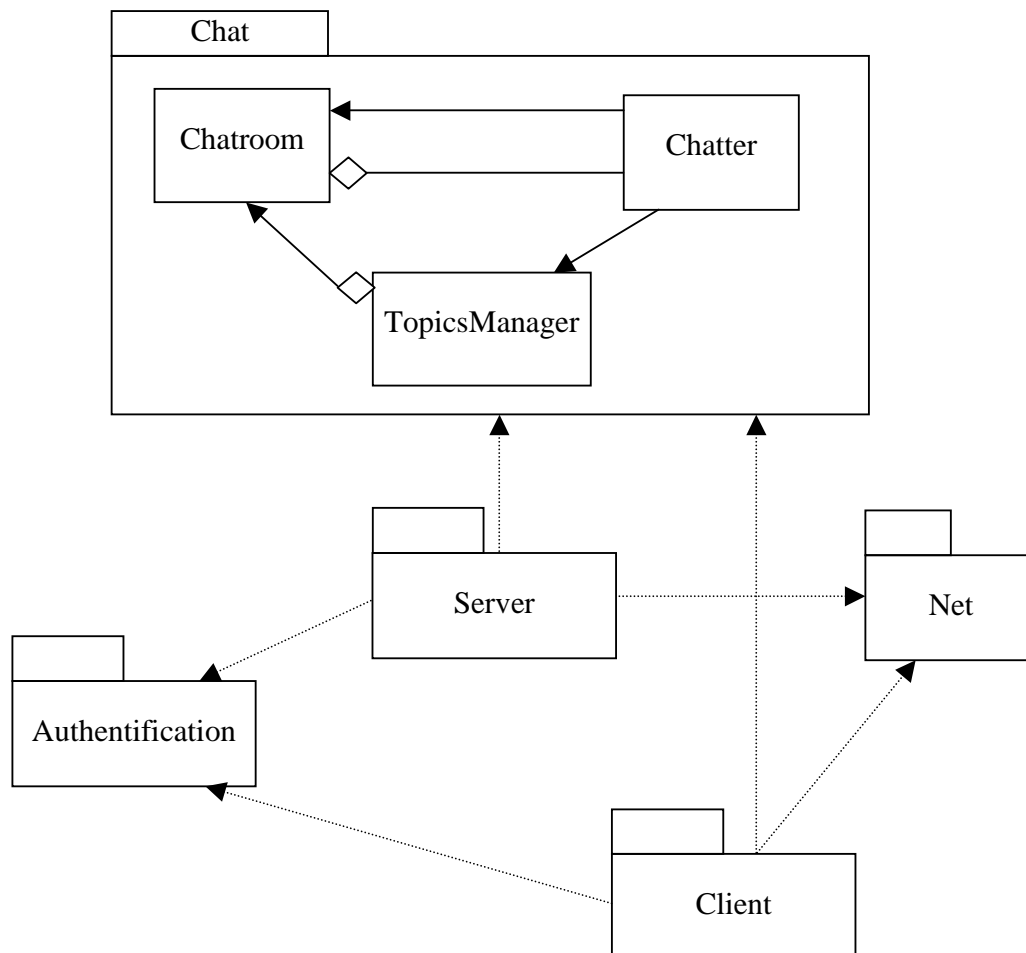 Chat
Chatroom
Chatter
TopicsManager
Server
Net
Authentification
Client